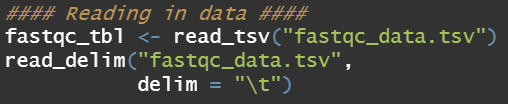 #### Reading in data ####
fastqc_tbl <- read_tsv("fastqc_data.tsv")
read_delim("fastqc_data.tsv",
           delim = "\t")